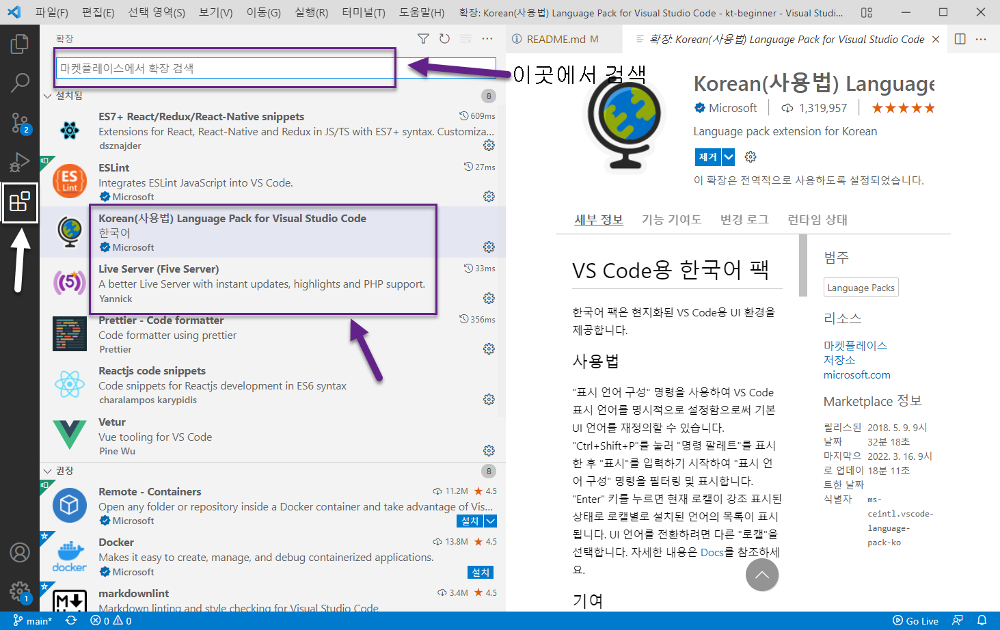 파일(F) 편집(E) 선택 영역(S) 보기(V) 이동(G) 실행(R) 터미널(T) 도움말(H) 확장: Korean(사용법) Language Pack for Visual Studio Code - kt-beginner - Visual Studi...
확장
마켓플레이스에서 확장 검색
설치됨 8
ES7+ React/Redux/React-Native snippets 609ms
Extensions for React, React-Native and Redux in JS/TS with ES7+ syntax. Customiza...
dsznajder
ES
Lint
ESLint 27ms
Integrates ESLint JavaScript into VS Code.
Microsoft
Korean(사용법) Language Pack for Visual Studio Code
한국어
Microsoft
(5)
Live Server (Five Server) 33ms
A better Live Server with instant updates, highlights and PHP support.
Yannick
Prettier - Code formatter 356ms
Code formatter using prettier
Prettier
Reactjs code snippets
Code snippets for Reactjs development in ES6 syntax
charalampos karypidis
Vetur
Vue tooling for VS Code
Pine Wu
권장 8
Remote - Containers 11.2M 4.5
Open any folder or repository inside a Docker container and take advantage of Vis...
Microsoft 설치
docker
Docker 13.8M 4.5
Makes it easy to create, manage, and debug containerized applications.
Microsoft 설치
M
markdownlint 3.4M 4.5
Markdown linting and style checking for Visual Studio Code
2
1
README.md M
확장: Korean(사용법) Language Pack for Visual Studio Code
이곳에서 검색
Korean(사용법) Language
Microsoft 1,319,957
Language pack extension for Korean
제거
이 확장은 전역적으로 사용하도록 설정되었습니다.
세부 정보 기능 기여도 변경 로그 런타임 상태
VS Code용 한국어 팩
한국어 팩은 현지화된 VS Code용 UI 환경을
제공합니다.
사용법
"표시 언어 구성" 명령을 사용하여 VS Code
표시 언어를 명시적으로 설정함으로써 기본
UI 언어를 재정의할 수 있습니다.
"Ctrl+Shift+P"를 눌러 "명령 팔레트"를 표시
한 후 "표시"를 입력하기 시작하여 "표시 언
어 구성" 명령을 필터링 및 표시합니다.
"Enter" 키를 누르면 현재 로캘이 강조 표시된
상태로 로캘별로 설치된 언어의 목록이 표시
됩니다. UI 언어를 전환하려면 다른 "로캘"을
선택합니다. 자세한 내용은 Docs를 참조하세
요.
기여
범주
Language Packs
리소스
마켓플레이스
저장소
microsoft.com
Marketplace 정보
릴리스된 2018. 5. 9. 9시
날짜 32분 18초
마지막으 2022. 3. 16. 9시
로 업데이 18분 11초
트한 날짜
식별자 ms-
ceintl.vscode-
language-
pack-ko
main* 0 0 Go Live